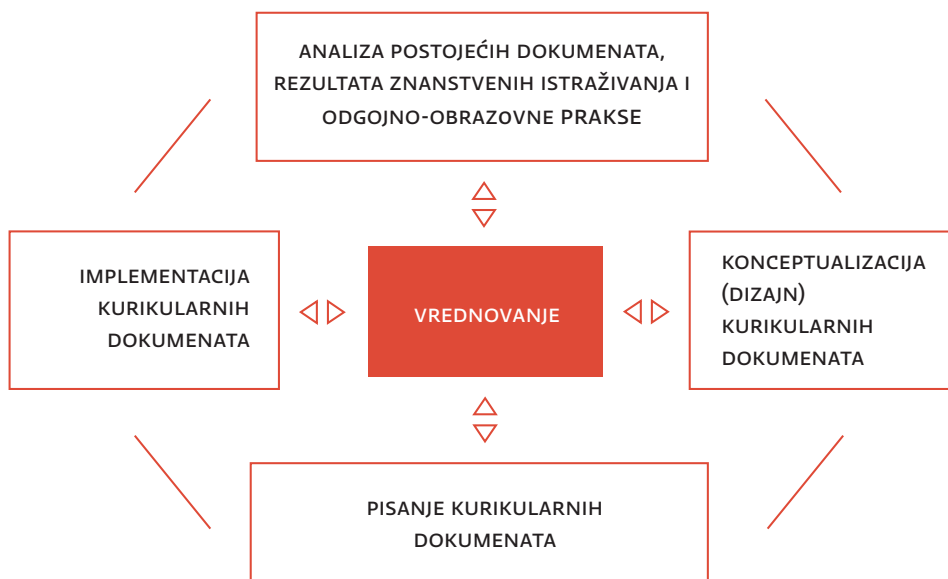 ANALIZA POSTOJEĆIH DOKUMENATA,
REZULTATA ZNANSTVENIH ISTRAŽIVANJA I
ODGOJNO-OBRAZOVNE PRAKSE
IMPLEMENTACIJA
KURIKULARNIH
DOKUMENATA
VREDNOVANJE
KONCEPTUALIZACIJA
(DIZAJN)
KURIKULARNIH
DOKUMENATA
PISANJE KURIKULARNIH
DOKUMENATA